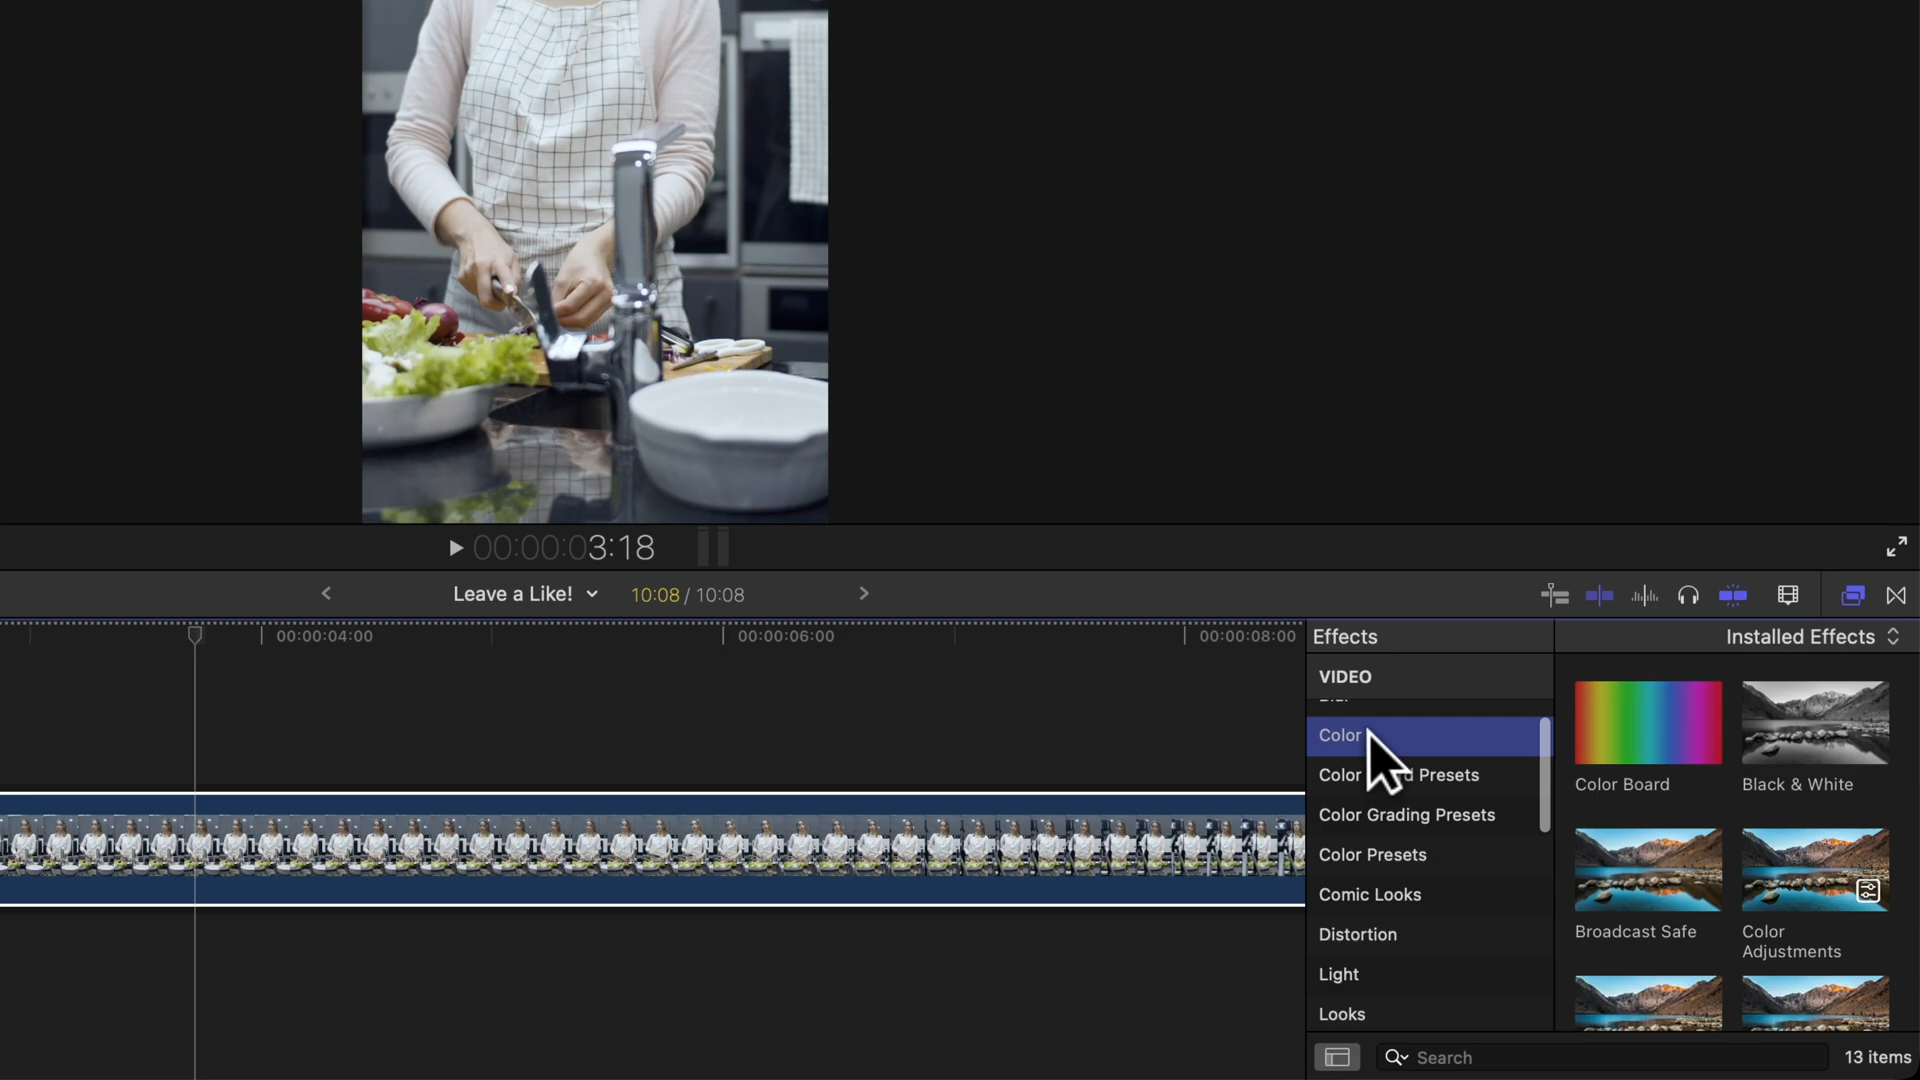 00:00:03:18
Leave a Like! 10:08 / 10:08
00:00:04:00 00:00:06:00 00:00:08:00
Effects Installed Effects
VIDEO
Color
Color Presets
Color Grading Presets
Color Presets
Comic Looks
Distortion
Light
Looks
Color Board
Black & White
Broadcast Safe
Color
Adjustments
Search
13 items